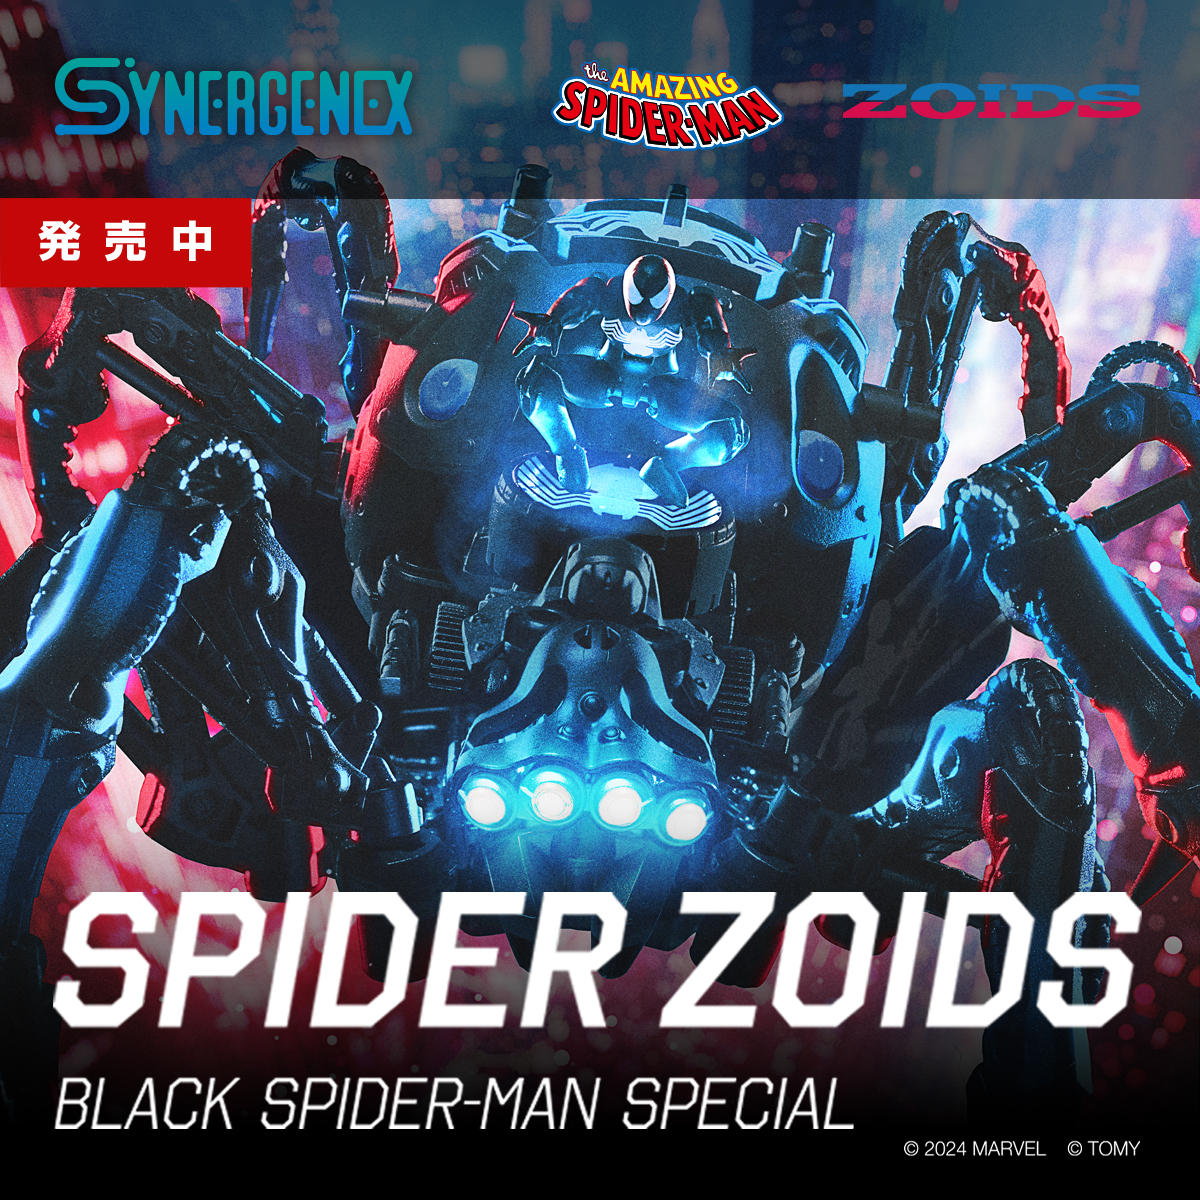 SYNERGENEX
the AMAZING
SPIDER-MAN
ZOIDS
発売中
SPIDER ZOIDS
BLACK SPIDER-MAN SPECIAL
© 2024 MARVEL © TOMY